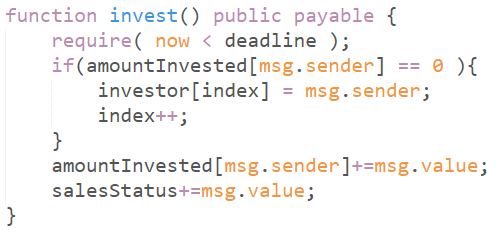 function invest() public payable {
    require( now < deadline );
    if(amountInvested[msg.sender] == 0 ){
        investor[index] = msg.sender;
        index++;
    }
    amountInvested[msg.sender]+=msg.value;
    salesStatus+=msg.value;
}